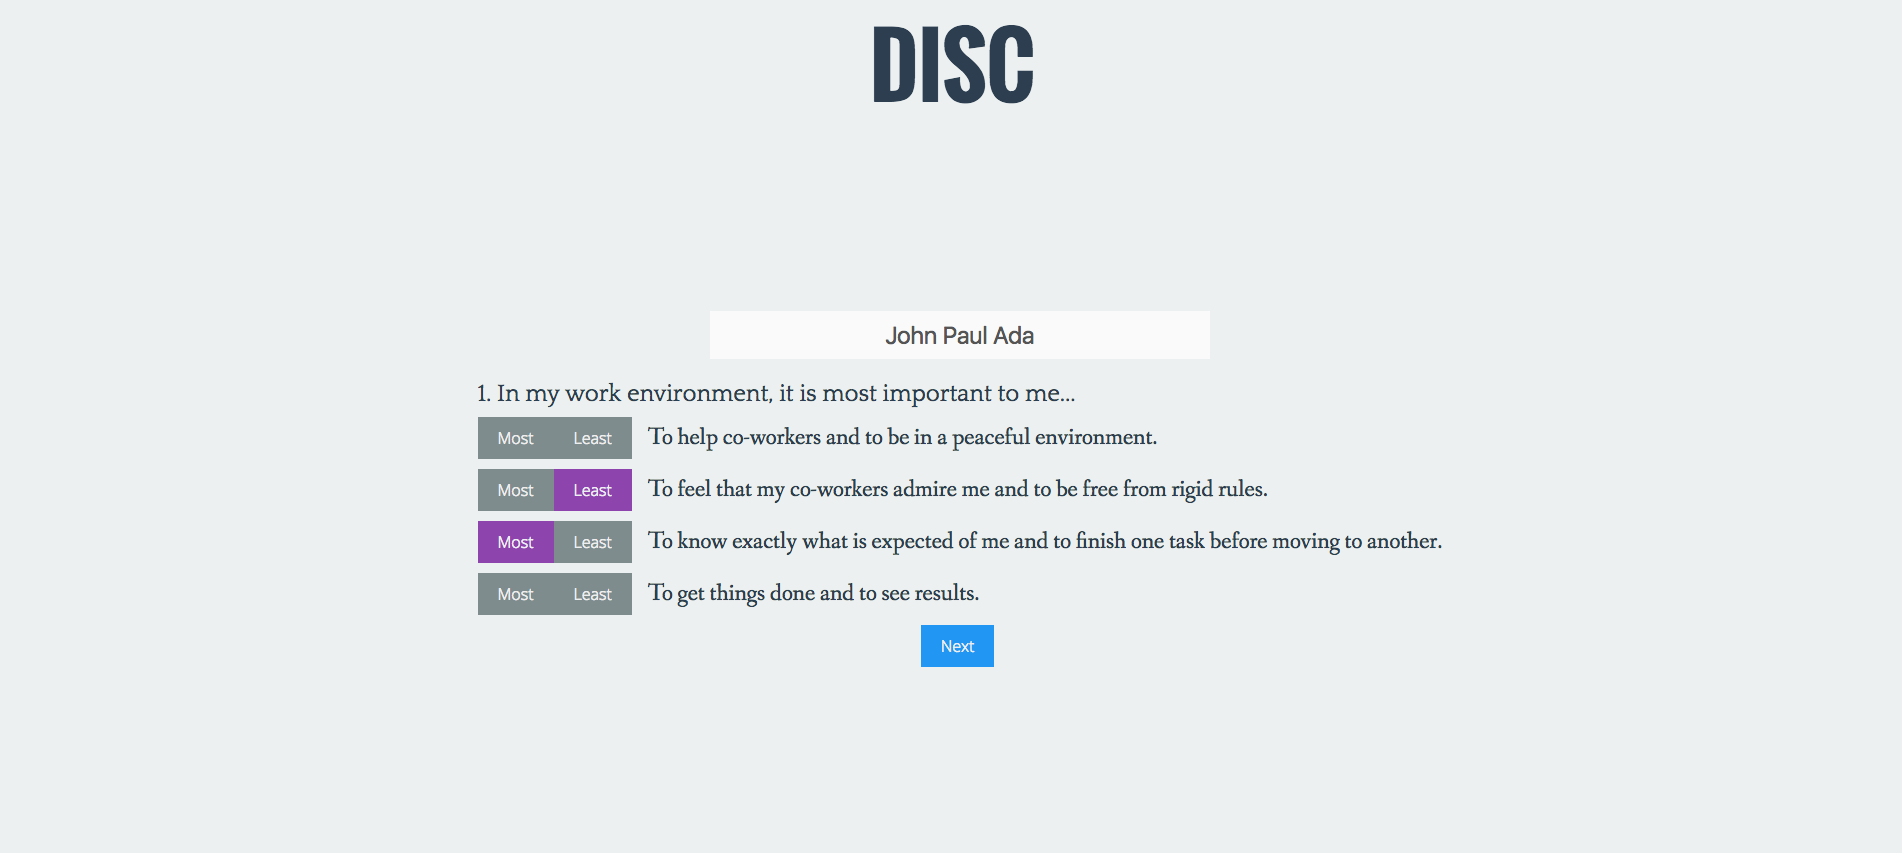 DISC
John Paul Ada
1. In my work environment, it is most important to me...
Most Least To help co-workers and to be in a peaceful environment.
Most Least To feel that my co-workers admire me and to be free from rigid rules.
Most Least To know exactly what is expected of me and to finish one task before moving to another.
Most Least To get things done and to see results.
Next